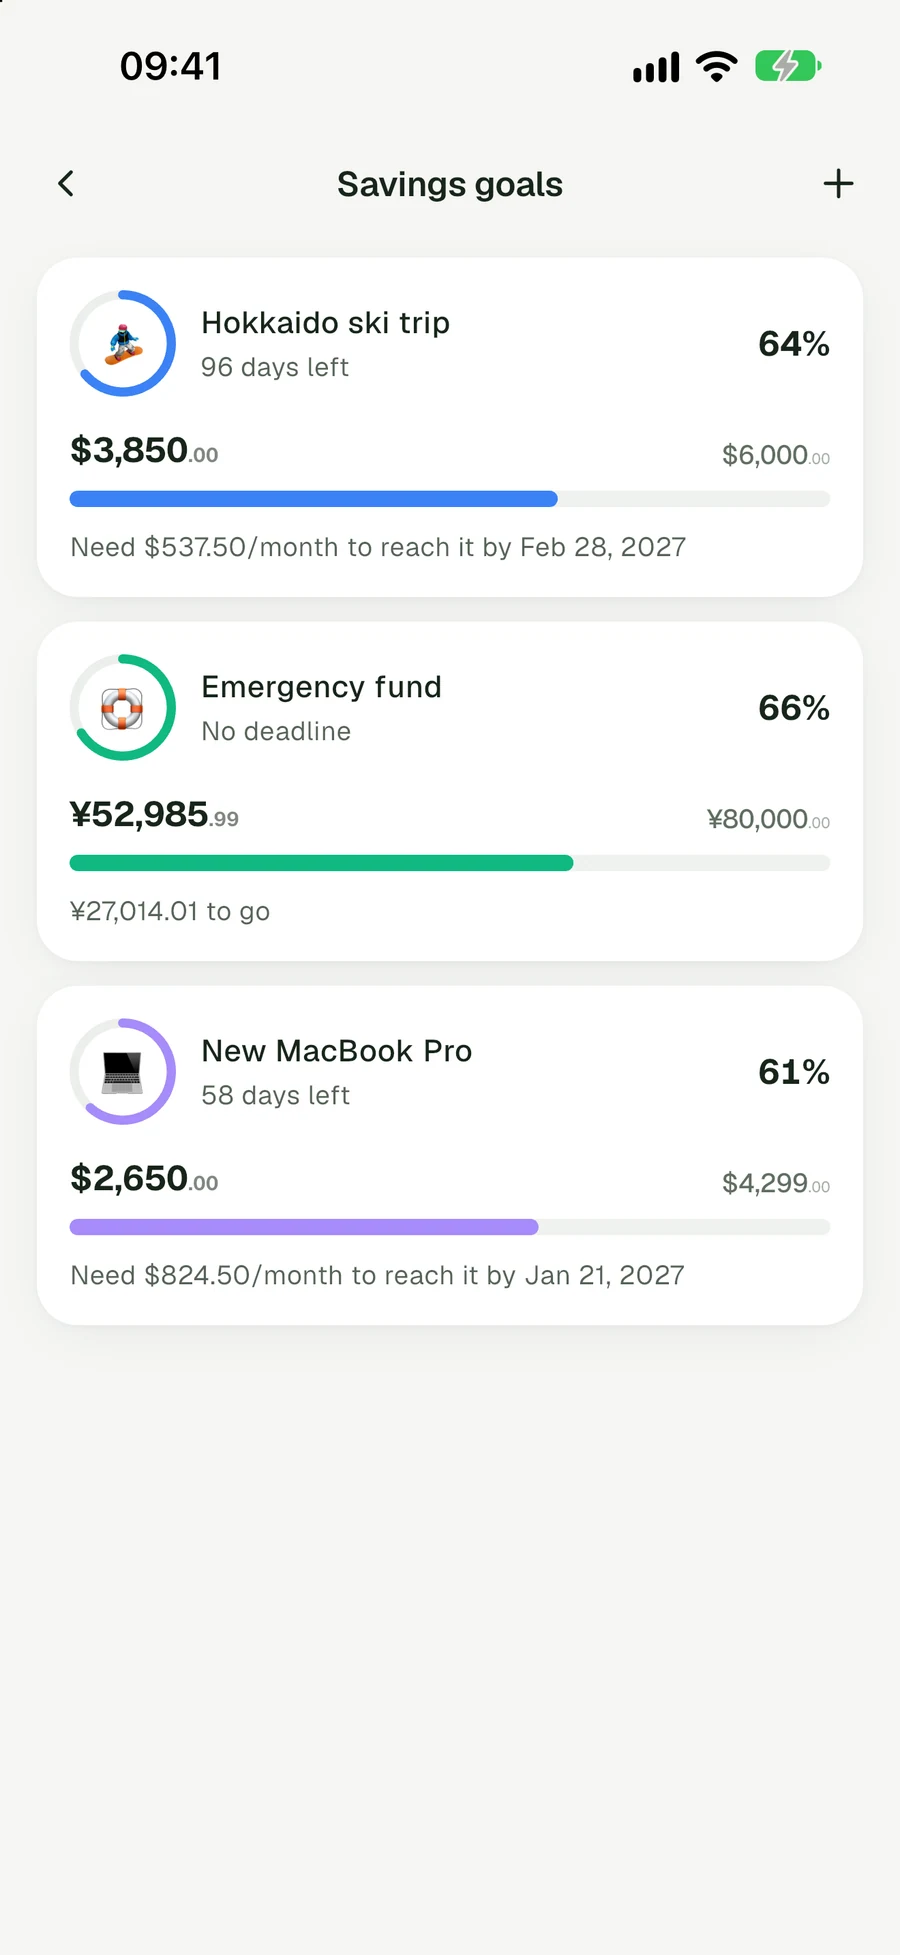 09:41
Savings goals
Hokkaido ski trip
96 days left
64%
$3,850.00
$6,000.00
Need $537.50/month to reach it by Feb 28, 2027
Emergency fund
No deadline
66%
¥52,985.99
¥80,000.00
¥27,014.01 to go
New MacBook Pro
58 days left
61%
$2,650.00
$4,299.00
Need $824.50/month to reach it by Jan 21, 2027